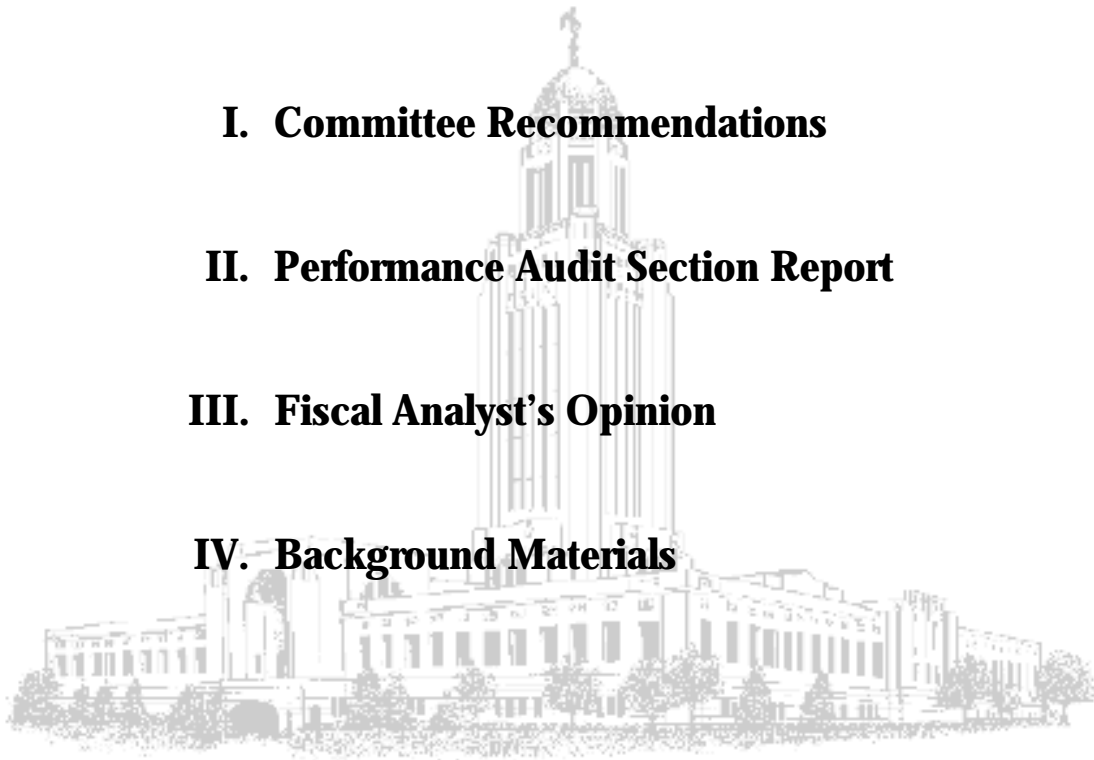 I. Committee Recommendations
II. Performance Audit Section Report
III. Fiscal Analyst's Opinion
IV. Background Materials